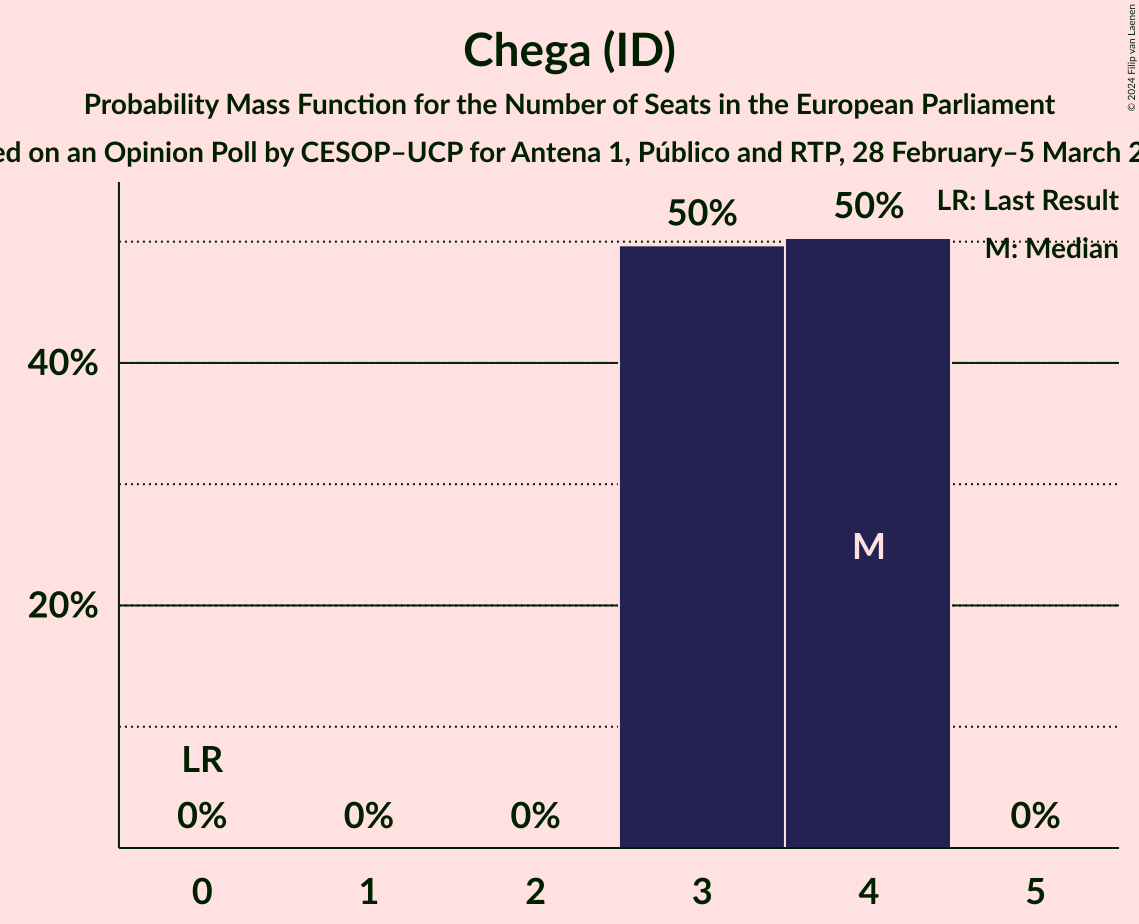 Chega (ID)
Probability Mass Function for the Number of Seats in the European Parliament
on an Opinion Poll by CESOP–UCP for Antena 1, Público and RTP, 28 February–5 March
© 2024 Filip van Laenen
LR: Last Result
M: Median
50% 50%
40%
20%
M
LR
0% 0% 0% 0%
0 1 2 3 4 5